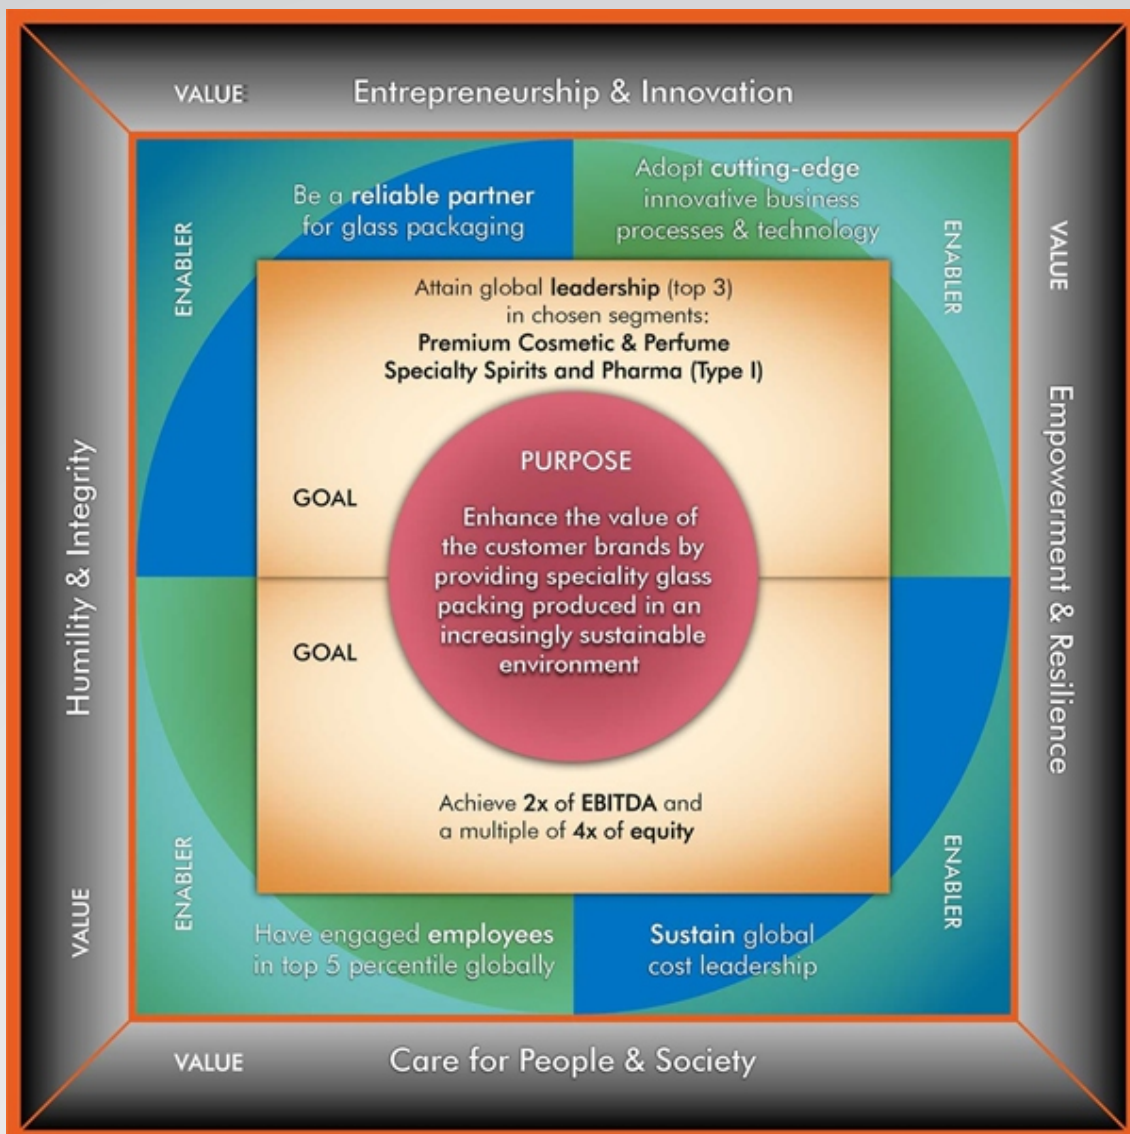 VALUE: Entrepreneurship & Innovation
Be a reliable partner
for glass packaging
ENABLER
Adopt cutting-edge
innovative business
processes & technology
ENABLER
Attain global leadership (top 3)
in chosen segments:
Premium Cosmetic & Perfume
Specialty Spirits and Pharma (Type I)
GOAL
PURPOSE
Enhance the value of
the customer brands by
providing speciality glass
packing produced in an
increasingly sustainable
environment
GOAL
Achieve 2x of EBITDA and
a multiple of 4x of equity
ENABLER
Have engaged employees
in top 5 percentile globally
ENABLER
Sustain global
cost leadership
VALUE Humility & Integrity
VALUE Empowerment & Resilience
VALUE Care for People & Society